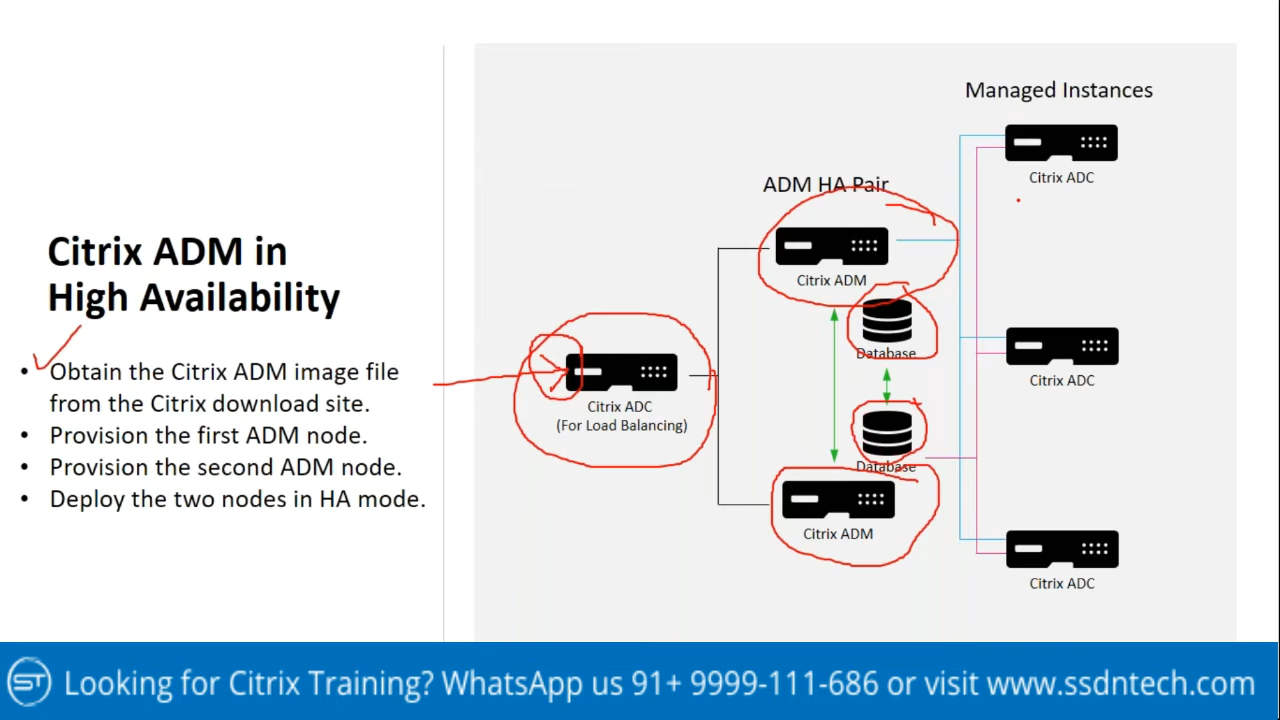 Citrix ADM in
High Availability
• Obtain the Citrix ADM image file
from the Citrix download site.
• Provision the first ADM node.
• Provision the second ADM node.
• Deploy the two nodes in HA mode.
Managed Instances
ADM HA Pair
Citrix ADC
Citrix ADM
Database
Citrix ADC
Citrix ADC
(For Load Balancing)
Database
Citrix ADM
Citrix ADC
ST Looking for Citrix Training? WhatsApp us 91+ 9999-111-686 or visit www.ssdntech.com